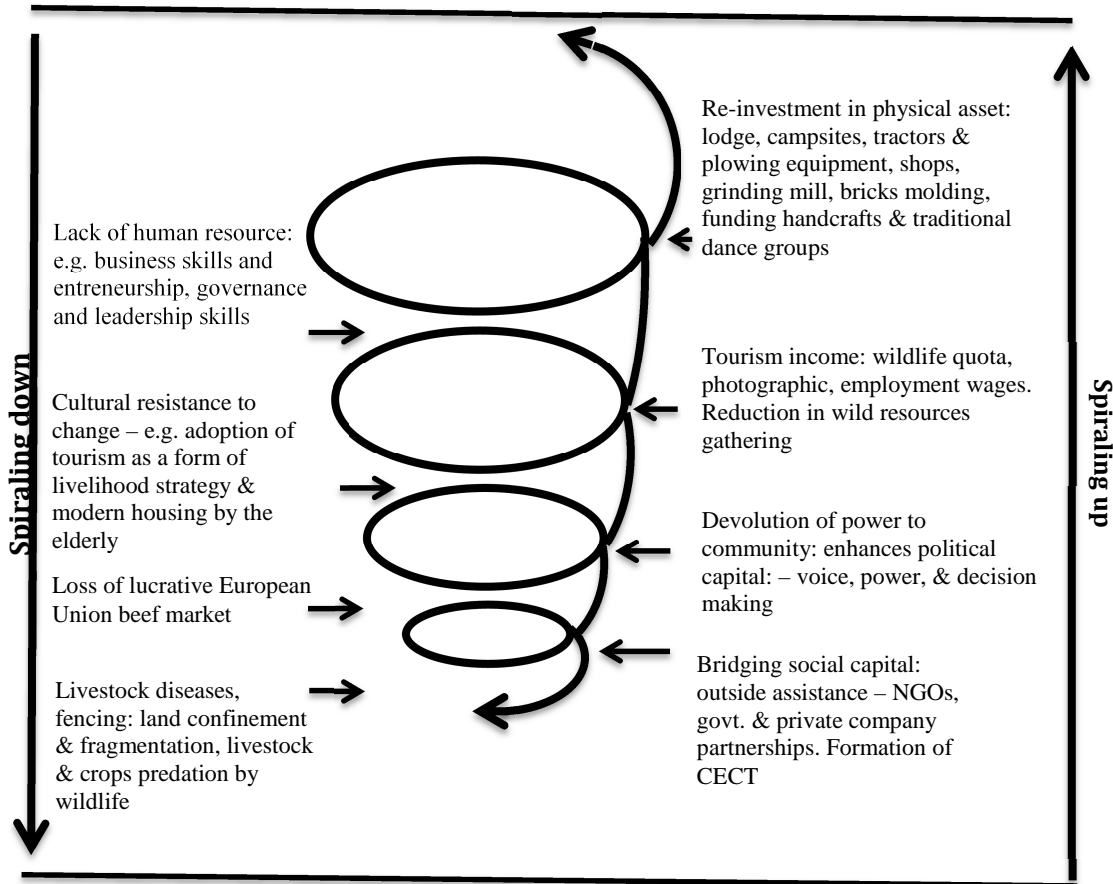 Spiraling down
Lack of human resource:
e.g. business skills and
entreneurship, governance
and leadership skills
Cultural resistance to
change – e.g. adoption of
tourism as a form of
livelihood strategy &
modern housing by the
elderly
Loss of lucrative European
Union beef market
Livestock diseases,
fencing: land confinement
& fragmentation, livestock
& crops predation by
wildlife
Re-investment in physical asset:
lodge, campsites, tractors &
plowing equipment, shops,
grinding mill, bricks molding,
funding handcrafts & traditional
dance groups
Tourism income: wildlife quota,
photographic, employment wages.
Reduction in wild resources
gathering
Devolution of power to
community: enhances political
capital: – voice, power, & decision
making
Bridging social capital:
outside assistance – NGOs,
govt. & private company
partnerships. Formation of
CECT
Spiraling up